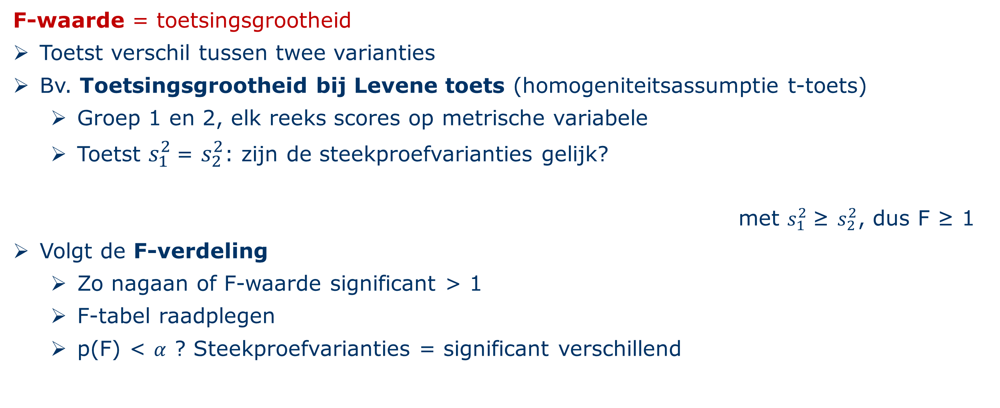 F-waarde = toetsingsgrootheid
➢ Toetst verschil tussen twee varianties
➢ Bv. Toetsingsgrootheid bij Levene toets (homogeniteitsassumptie t-toets)
➢ Groep 1 en 2, elk reeks scores op metrische variabele
➢ Toetst $s_1^2$ = $s_2^2$: zijn de steekproefvarianties gelijk?
met $s_1^2$ ≥ $s_2^2$, dus F ≥ 1
➢ Volgt de F-verdeling
➢ Zo nagaan of F-waarde significant > 1
➢ F-tabel raadplegen
➢ p(F) < 𝛼 ? Steekproefvarianties = significant verschillend